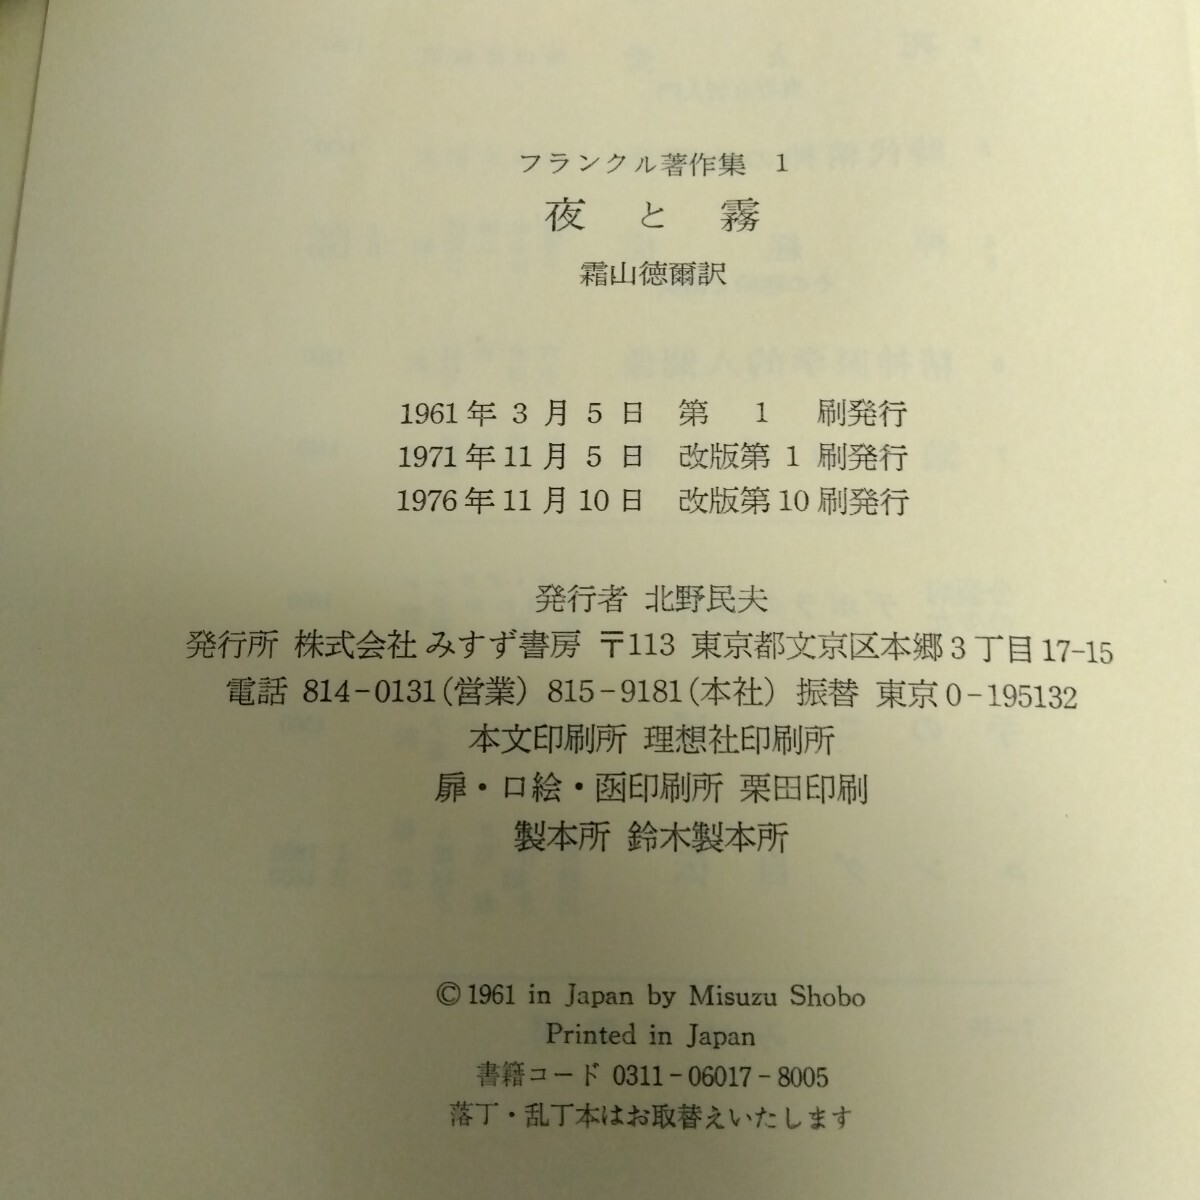 フランクル著作集 1
夜と霧
霜山徳爾訳
1961年 3 月 5 日 第 1 刷発行
1971年11月 5 日 改版第 1 刷発行
1976年11月10日 改版第10刷発行
発行者 北野民夫
発行所 株式会社 みすず書房 〒113 東京都文京区本郷3丁目17-15
電話 814-0131(営業) 815-9181(本社) 振替 東京0-195132
本文印刷所 理想社印刷所
扉・口絵・函印刷所 栗田印刷
製本所 鈴木製本所
© 1961 in Japan by Misuzu Shobo
Printed in Japan
書籍コード 0311-06017-8005
落丁・乱丁本はお取替えいたします